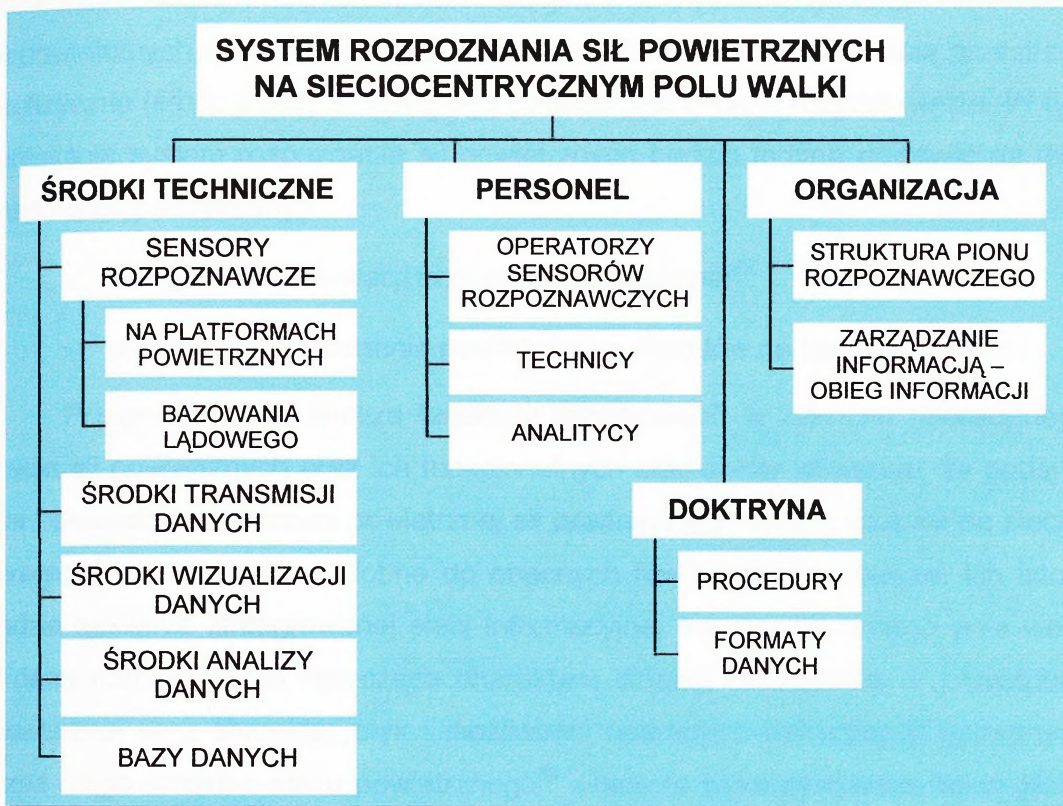 SYSTEM ROZPOZNANIA SIŁ POWIETRZNYCH
NA SIECIOCENTRYCZNYM POLU WALKI
ŚRODKI TECHNICZNE
SENSORY
ROZPOZNAWCZE
NA PLATFORMACH
POWIETRZNYCH
BAZOWANIA
LĄDOWEGO
ŚRODKI TRANSMISJI
DANYCH
ŚRODKI WIZUALIZACJI
DANYCH
ŚRODKI ANALIZY
DANYCH
BAZY DANYCH
PERSONEL
OPERATORZY
SENSORÓW
ROZPOZNAWCZYCH
TECHNICY
ANALITYCY
DOKTRYNA
PROCEDURY
FORMATY
DANYCH
ORGANIZACJA
STRUKTURA PIONU
ROZPOZNAWCZEGO
ZARZĄDZANIE
INFORMACJĄ –
OBIEG INFORMACJI